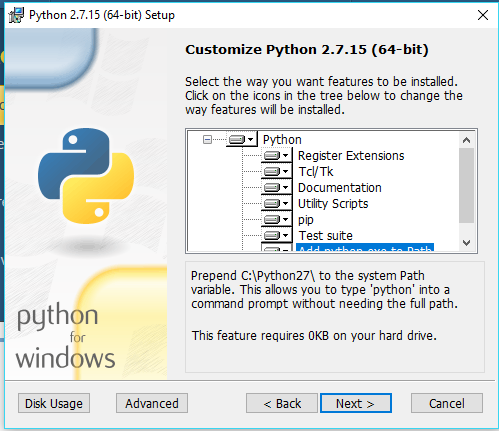 Python 2.7.15 (64-bit) Setup
Customize Python 2.7.15 (64-bit)
Select the way you want features to be installed.
Click on the icons in the tree below to change the
way features will be installed.
Python
Register Extensions
Tcl/Tk
Documentation
Utility Scripts
pip
Test suite
Add python.exe to Path
Prepend C:\Python27\ to the system Path
variable. This allows you to type 'python' into a
command prompt without needing the full path.
This feature requires 0KB on your hard drive.
python
for
windows
Disk Usage
Advanced
< Back
Next >
Cancel